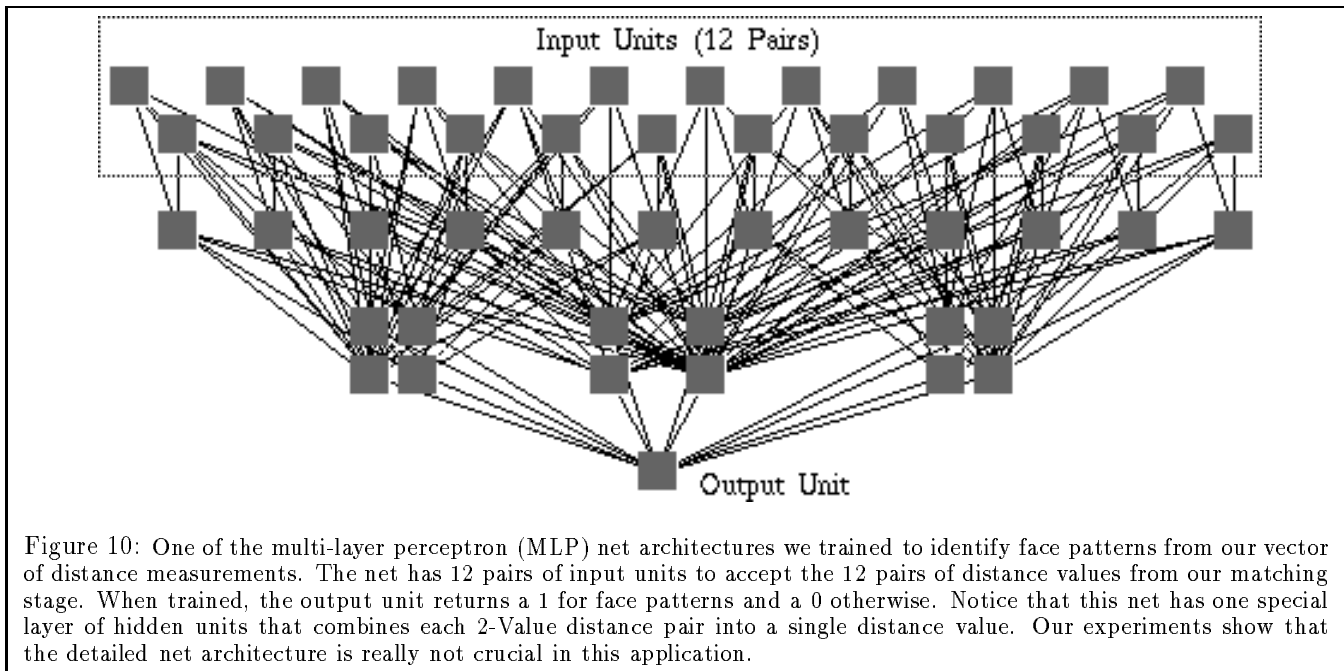 Input Units (12 Pairs)
Output Unit
Figure 10: One of the multi-layer perceptron (MLP) net architectures we trained to identify face patterns from our vector
of distance measurements. The net has 12 pairs of input units to accept the 12 pairs of distance values from our matching
stage. When trained, the output unit returns a 1 for face patterns and a 0 otherwise. Notice that this net has one special
layer of hidden units that combines each 2-Value distance pair into a single distance value. Our experiments show that
the detailed net architecture is really not crucial in this application.